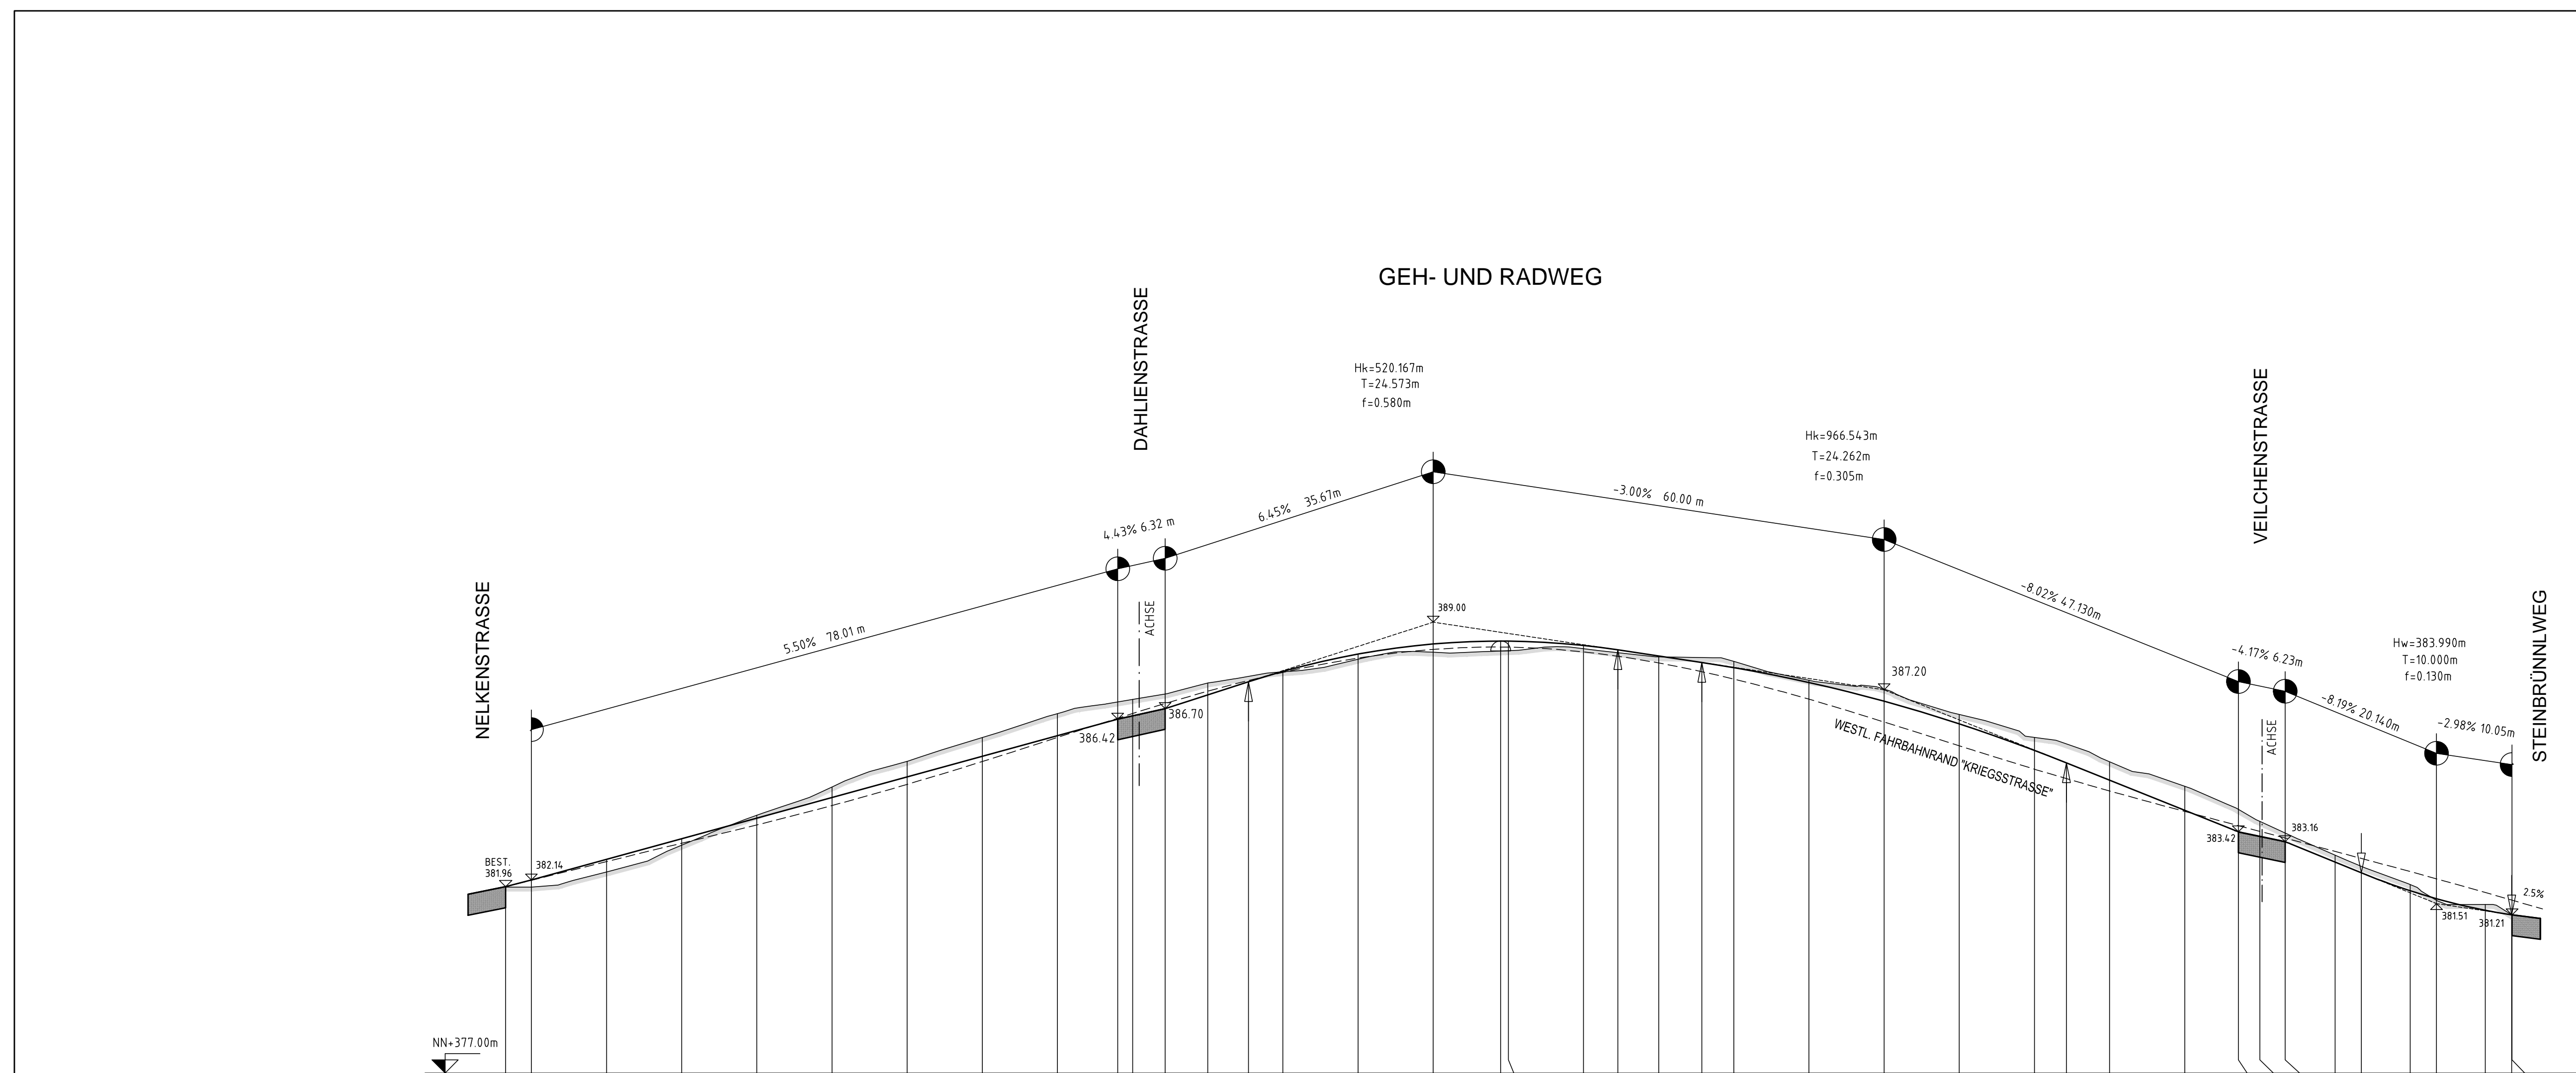 GEH- UND RADWEG
DAHLIENSTRASSE
VEILCHENSTRASSE
NELKENSTRASSE
STEINBRÜNNLWEG
Hk=520.167m
T=24.573m
f=0.580m
Hk=966.543m
T=24.262m
f=0.305m
Hw=383.990m
T=10.000m
f=0.130m
5.50% 78.01 m
4.43% 6.32 m
6.45% 35.67m
-3.00% 60.00 m
-8.02% 47.130m
-4.17% 6.23m
-8.19% 20.140m
-2.98% 10.05m
ACHSE
ACHSE
389.00
387.20
386.70
386.42
WESTL. FAHRBAHNRAND "KRIEGSSTRASSE"
383.42
383.16
BEST.
381.96
382.14
2.5%
381.51
381.21
NN+377.00m